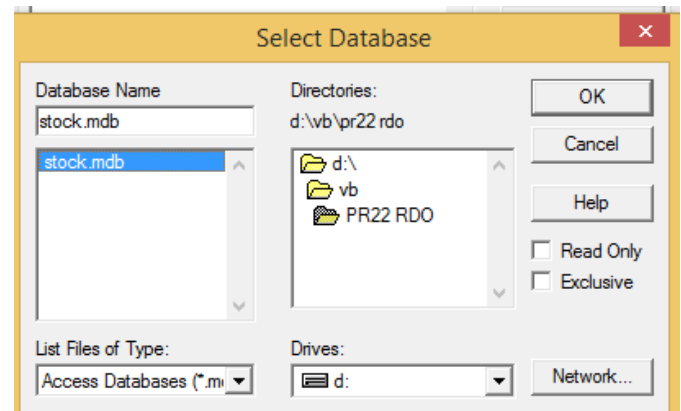 Select Database
Database Name
stock.mdb
stock.mdb
Directories:
d:\vb\pr22 rdo
d:\
vb
PR22 RDO
OK
Cancel
Help
Read Only
Exclusive
List Files of Type:
Access Databases (*.m
Drives:
d:
Network...